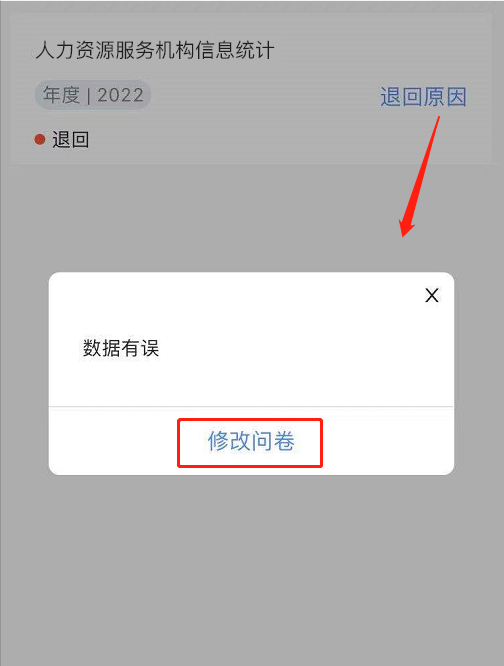 人力资源服务机构信息统计
年度 | 2022
退回原因
退回
X
数据有误
修改问卷